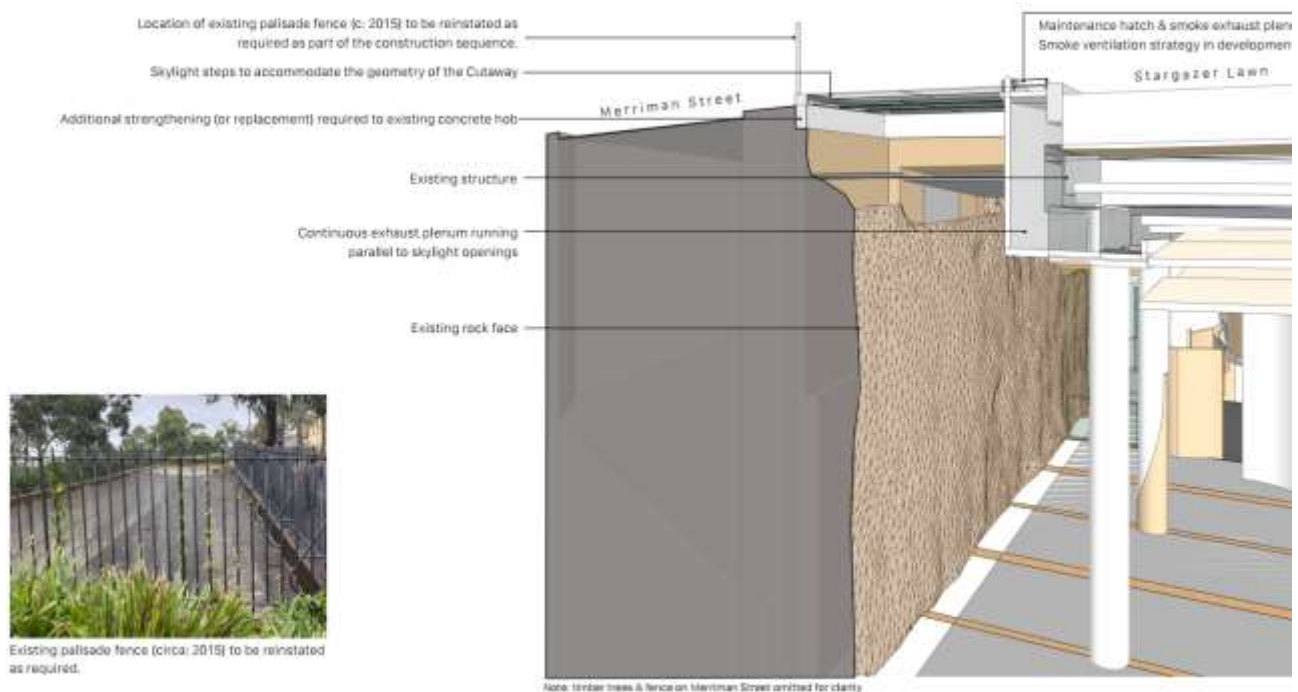 Location of existing palisade fence (c: 2015) to be reinstated as
required as part of the construction sequence.
Skylight steps to accommodate the geometry of the Cutaway
Additional strengthening (or replacement) required to existing concrete hob
Existing structure
Continuous exhaust plenum running
parallel to skylight openings
Existing rock face
Merriman Street
Maintenance hatch & smoke exhaust
Smoke ventilation strategy in
Stargazer Lawn
Existing palisade fence (circa: 2015) to be reinstated
as required.
Note: timber trees & fence on Merriman Street omitted for clarity